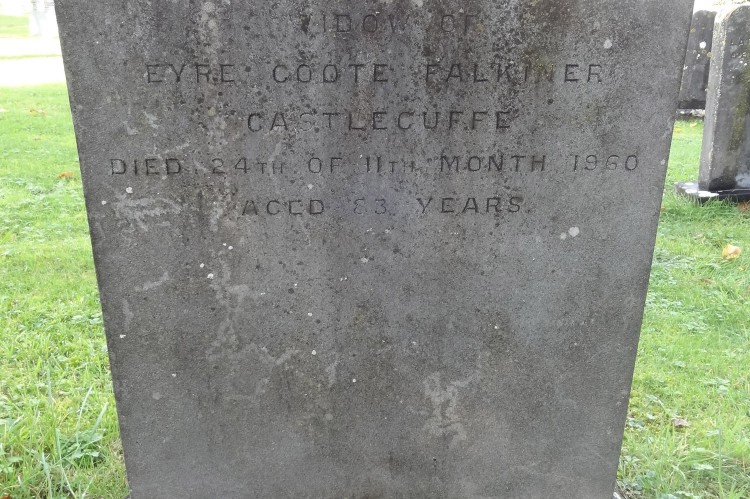 WIDOW OF
EYRE COOTE FALKINER
CASTLECUFFE
DIED 24TH OF 11TH MONTH 1960
AGED 83 YEARS.